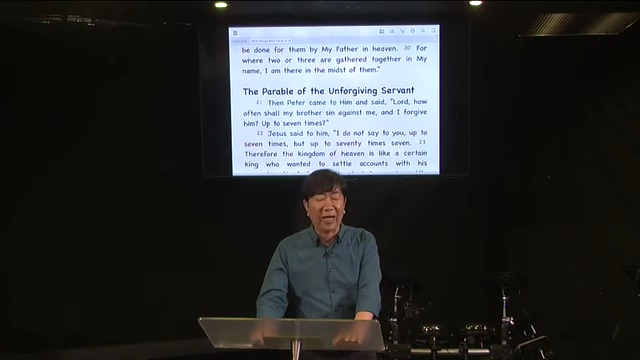 be done for them by My Father in heaven. 20 For
where two or three are gathered together in My
name, I am there in the midst of them."
The Parable of the Unforgiving Servant
21 Then Peter came to Him and said, "Lord, how
often shall my brother sin against me, and I forgive
him? Up to seven times?"
22 Jesus said to him, "I do not say to you, up to
seven times, but up to seventy times seven. 23
Therefore the kingdom of heaven is like a certain
king who wanted to settle accounts with his